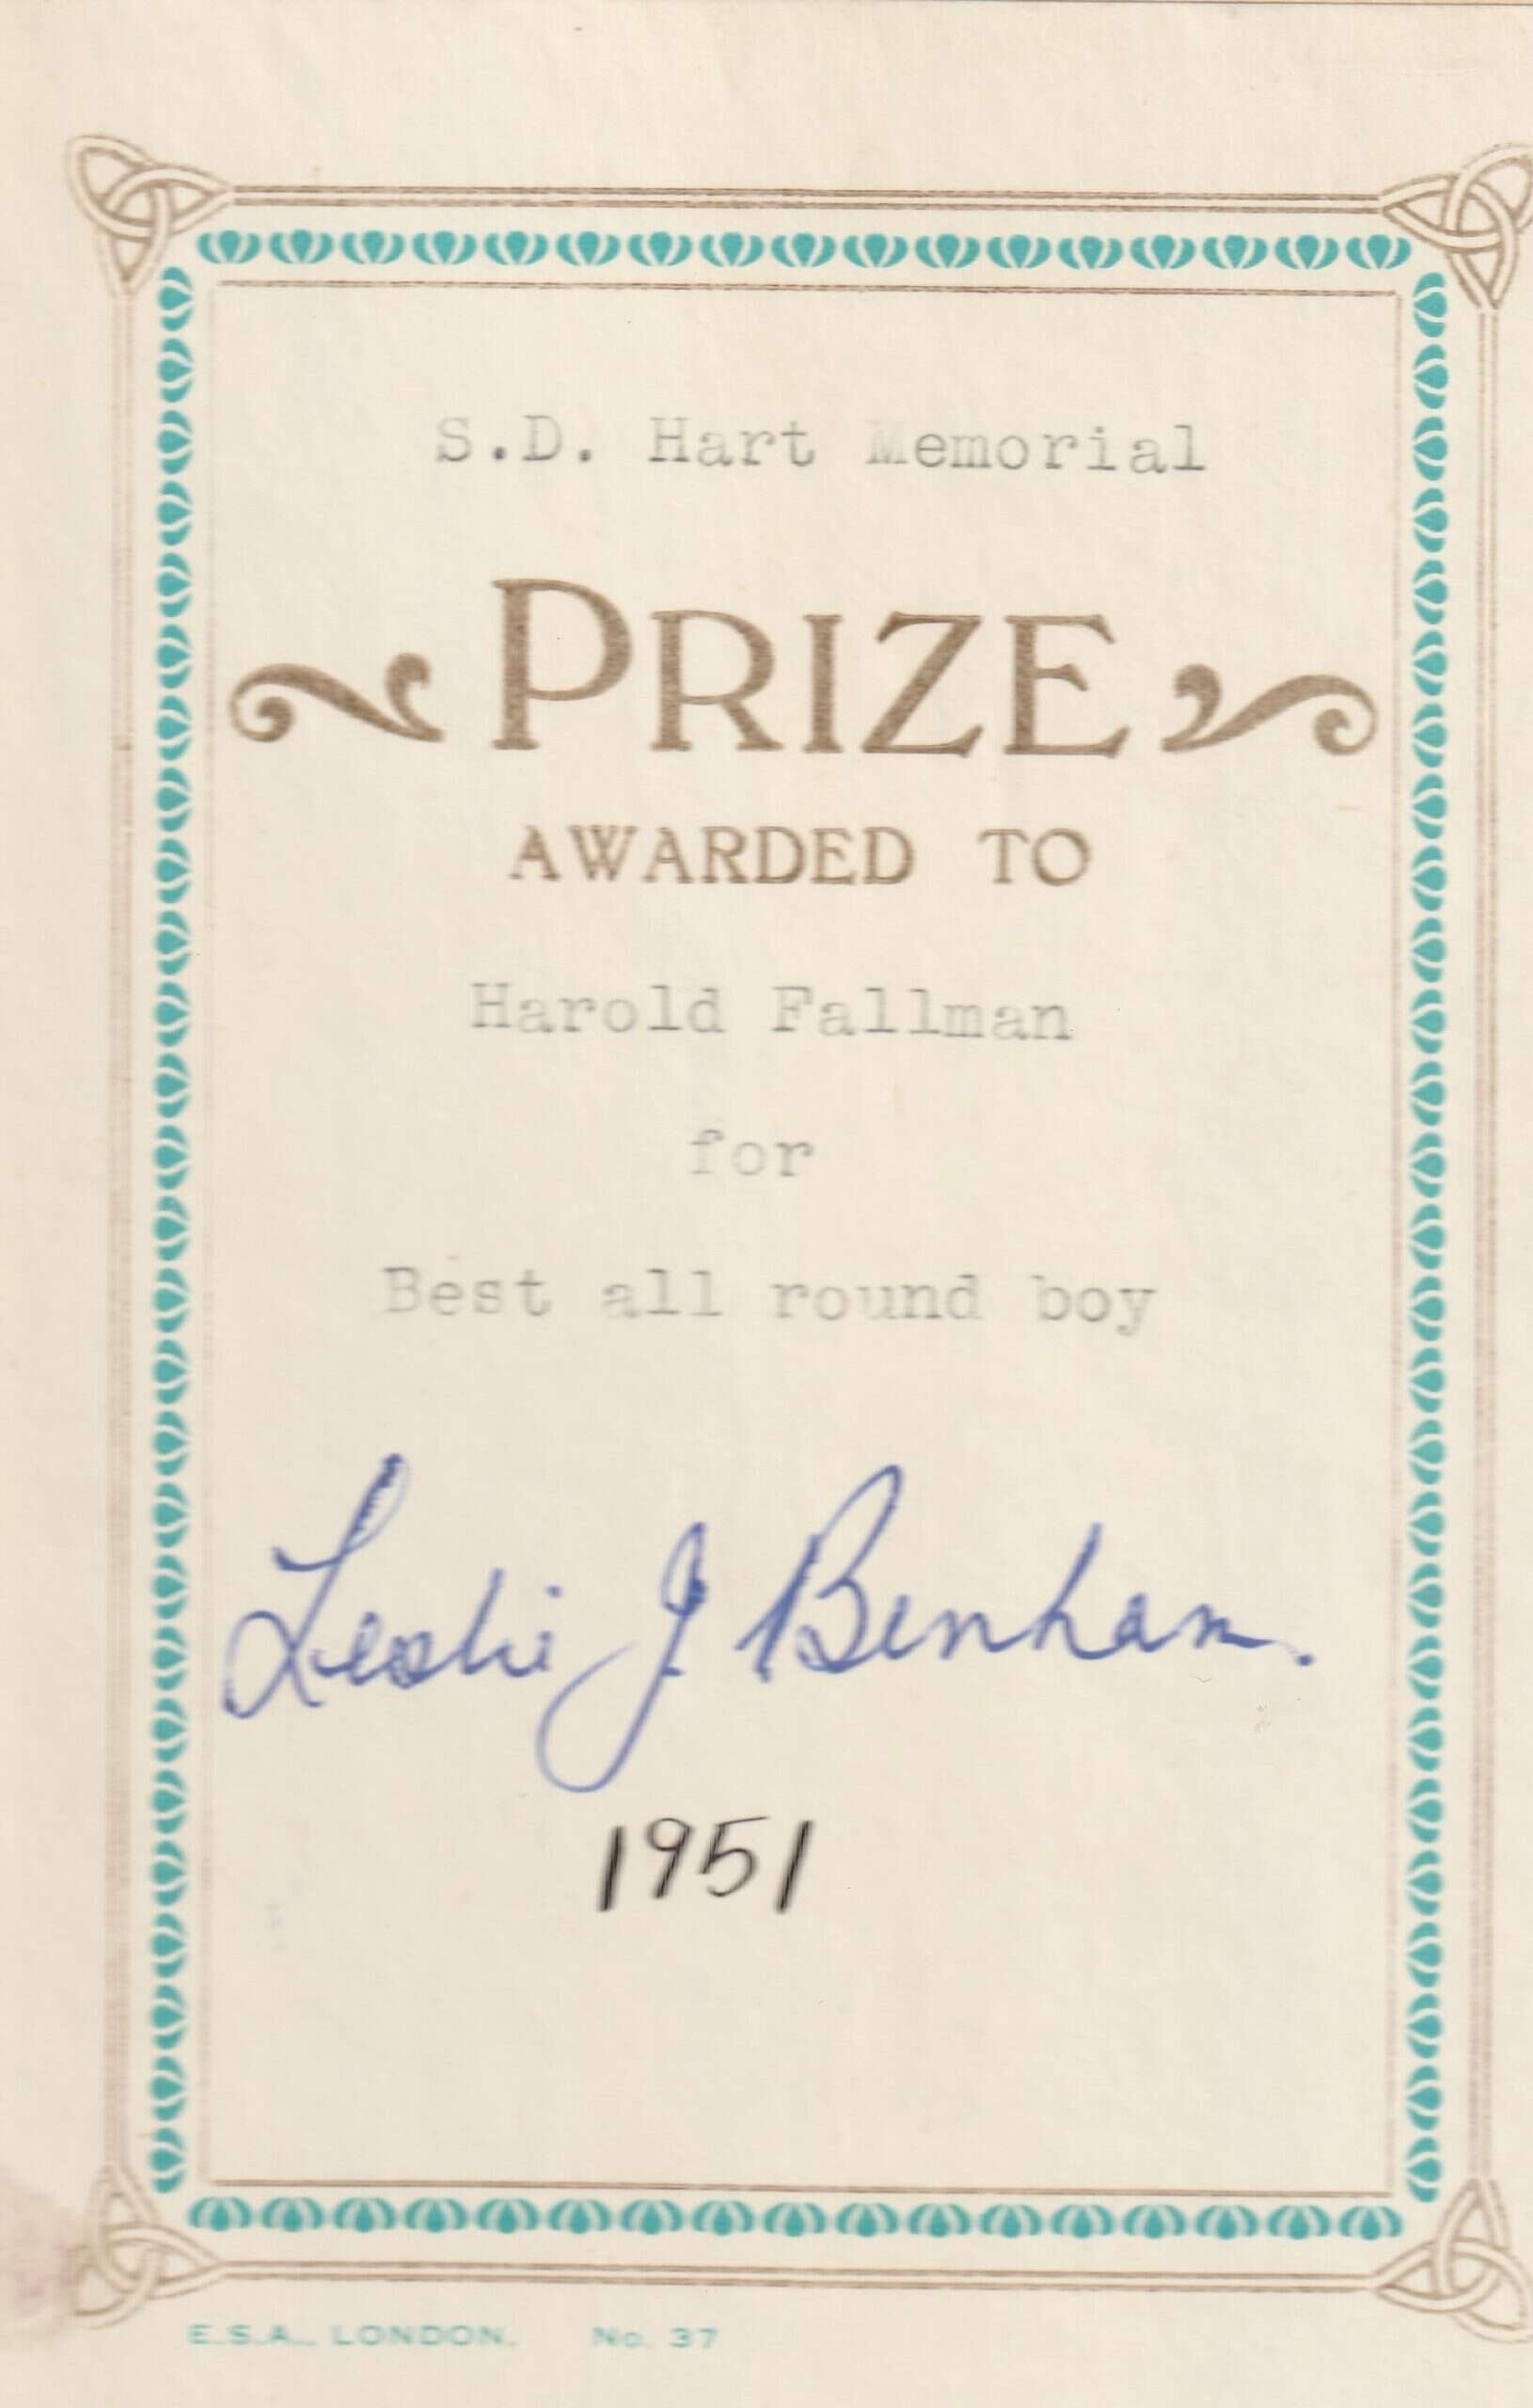 S.D. Hart Memorial
PRIZE
AWARDED TO
Harold Fallman
for
Best all round boy
Leslie J Benham.
1951
E.S.A. LONDON. No. 37